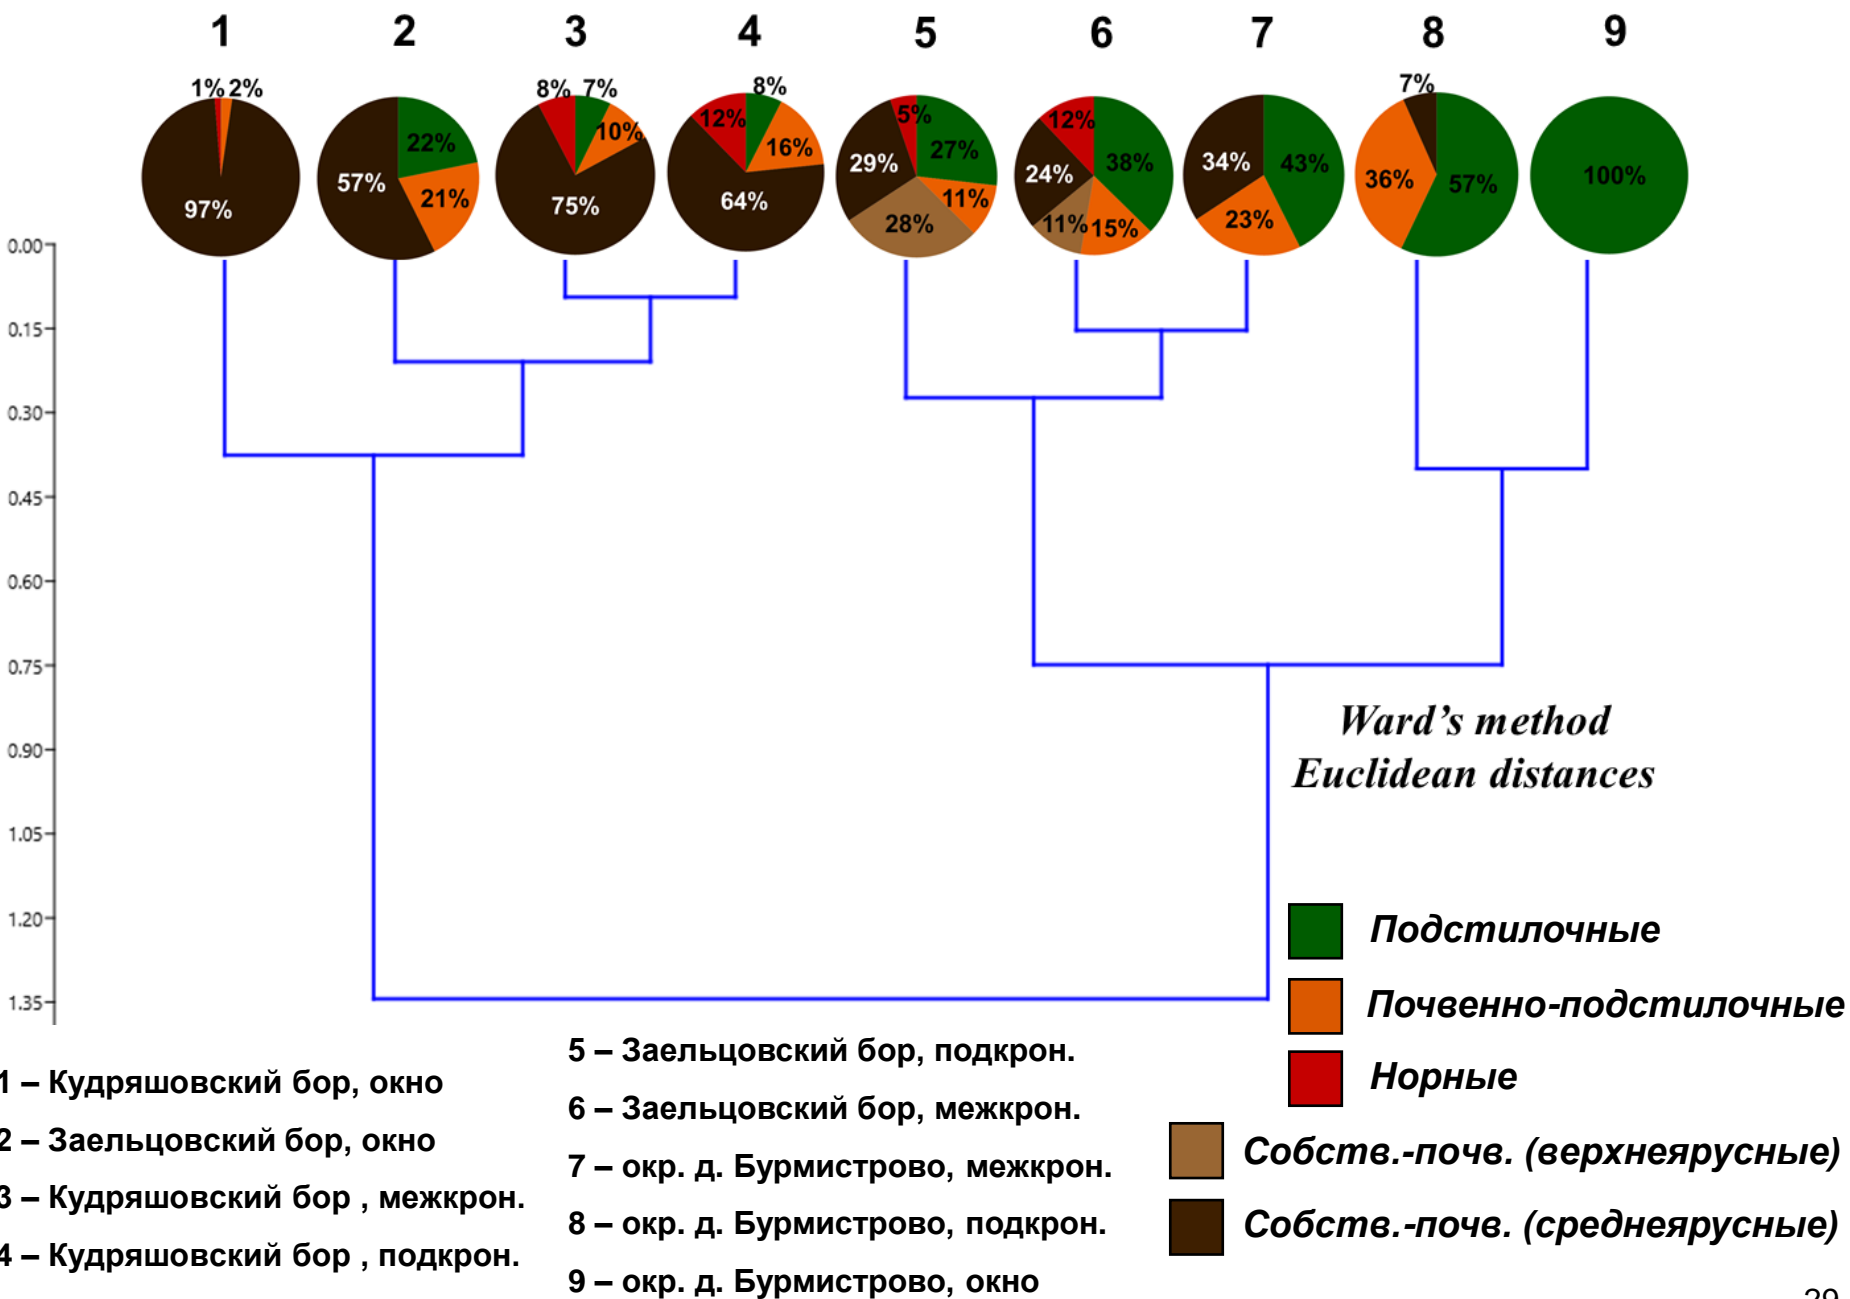 1 2 3 4 5 6 7 8 9
1% 2%
97%
22%
57%
21%
8% 7%
10%
75%
8%
12%
16%
64%
5%
27%
29%
11%
28%
12%
38%
24%
11% 15%
34% 43%
23%
7%
36% 57%
100%
0.00
0.15
0.30
0.45
0.60
0.75
0.90
1.05
1.20
1.35
Ward’s method
Euclidean distances
Подстилочные
Почвенно-подстилочные
Норные
Собств.-почв. (верхнеярусные)
Собств.-почв. (среднеярусные)
1 – Кудряшовский бор, окно
2 – Заельцовский бор, окно
3 – Кудряшовский бор , межкрон.
4 – Кудряшовский бор , подкрон.
5 – Заельцовский бор, подкрон.
6 – Заельцовский бор, межкрон.
7 – окр. д. Бурмистрово, межкрон.
8 – окр. д. Бурмистрово, подкрон.
9 – окр. д. Бурмистрово, окно
29